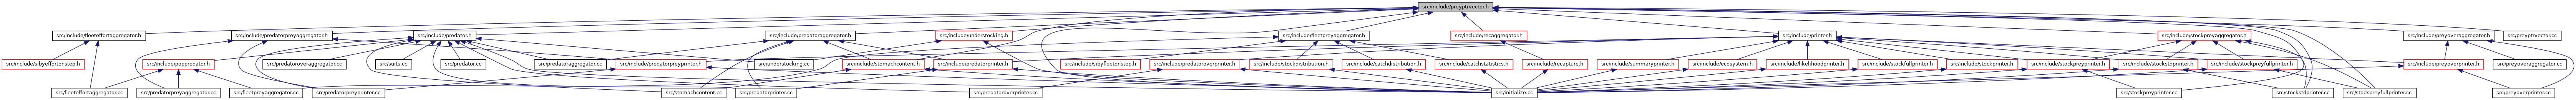 src/include/preyptrvector.h
src/include/fleeteffortaggregator.h
src/include/predatorpreyaggregator.h
src/include/predator.h
src/include/predatoraggregator.h
src/include/understocking.h
src/include/fleetpreyaggregator.h
src/include/recaggregator.h
src/include/printer.h
src/include/stockpreyaggregator.h
src/include/preyoveraggregator.h
src/preyptrvector.cc
src/include/sibyeffortonstep.h
src/include/poppredator.h
src/predatoroveraggregator.cc
src/suits.cc
src/predator.cc
src/predatoraggregator.cc
src/include/predatorpreyprinter.h
src/understocking.cc
src/include/stomachcontent.h
src/include/predatorprinter.h
src/include/sibyfleetonstep.h
src/include/predatoroverprinter.h
src/include/stockdistribution.h
src/include/catchdistribution.h
src/include/catchstatistics.h
src/include/recapture.h
src/include/summaryprinter.h
src/include/ecosystem.h
src/include/likelihoodprinter.h
src/include/stockfullprinter.h
src/include/stockprinter.h
src/include/stockpreyprinter.h
src/include/stockstdprinter.h
src/include/stockpreyfullprinter.h
src/include/preyoverprinter.h
src/preyoveraggregator.cc
src/fleeteffortaggregator.cc
src/predatorpreyaggregator.cc
src/fleetpreyaggregator.cc
src/predatorpreyprinter.cc
src/stomachcontent.cc
src/predatorprinter.cc
src/predatoroverprinter.cc
src/initialize.cc
src/stockpreyprinter.cc
src/stockstdprinter.cc
src/stockpreyfullprinter.cc
src/preyoverprinter.cc